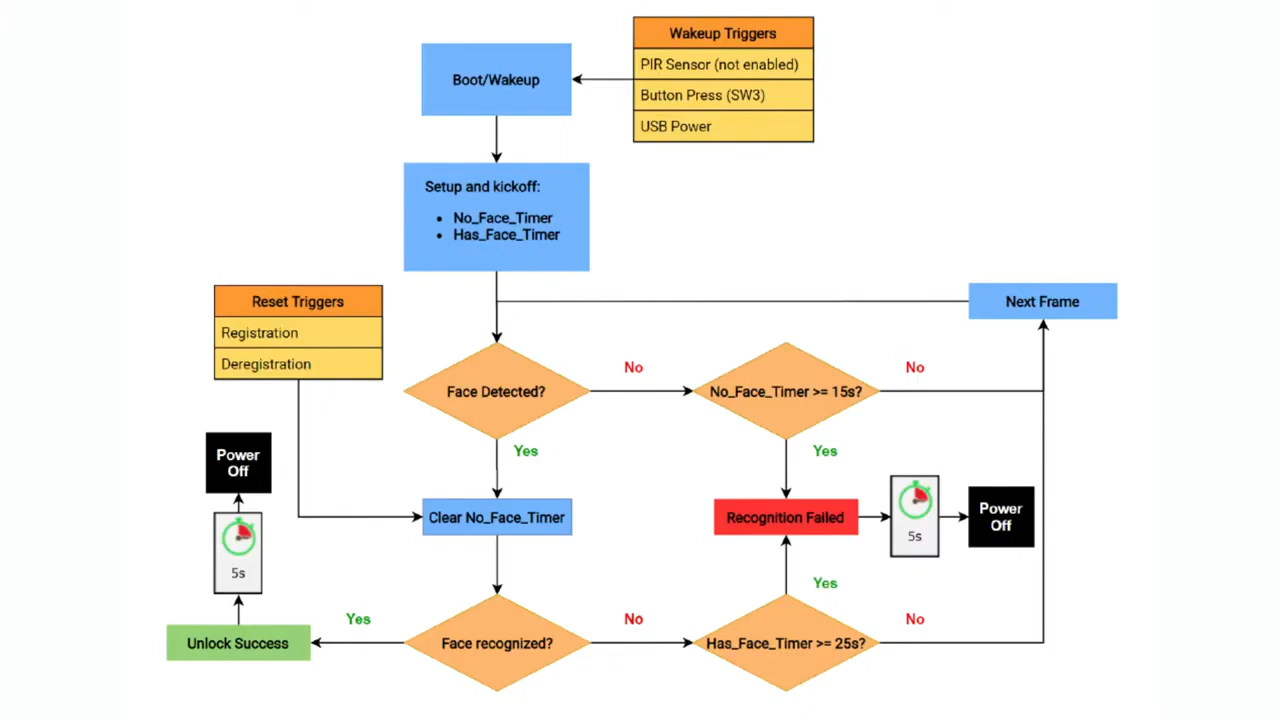 Wakeup Triggers
PIR Sensor (not enabled)
Button Press (SW3)
USB Power
Boot/Wakeup
Setup and kickoff:
• No_Face_Timer
• Has_Face_Timer
Reset Triggers
Registration
Deregistration
Next Frame
Face Detected?
No
No_Face_Timer >= 15s?
No
Yes
Yes
Power
Off
5s
Clear No_Face_Timer
Recognition Failed
5s
Power
Off
Yes
Unlock Success
Yes
Face recognized?
No
Has_Face_Timer >= 25s?
No